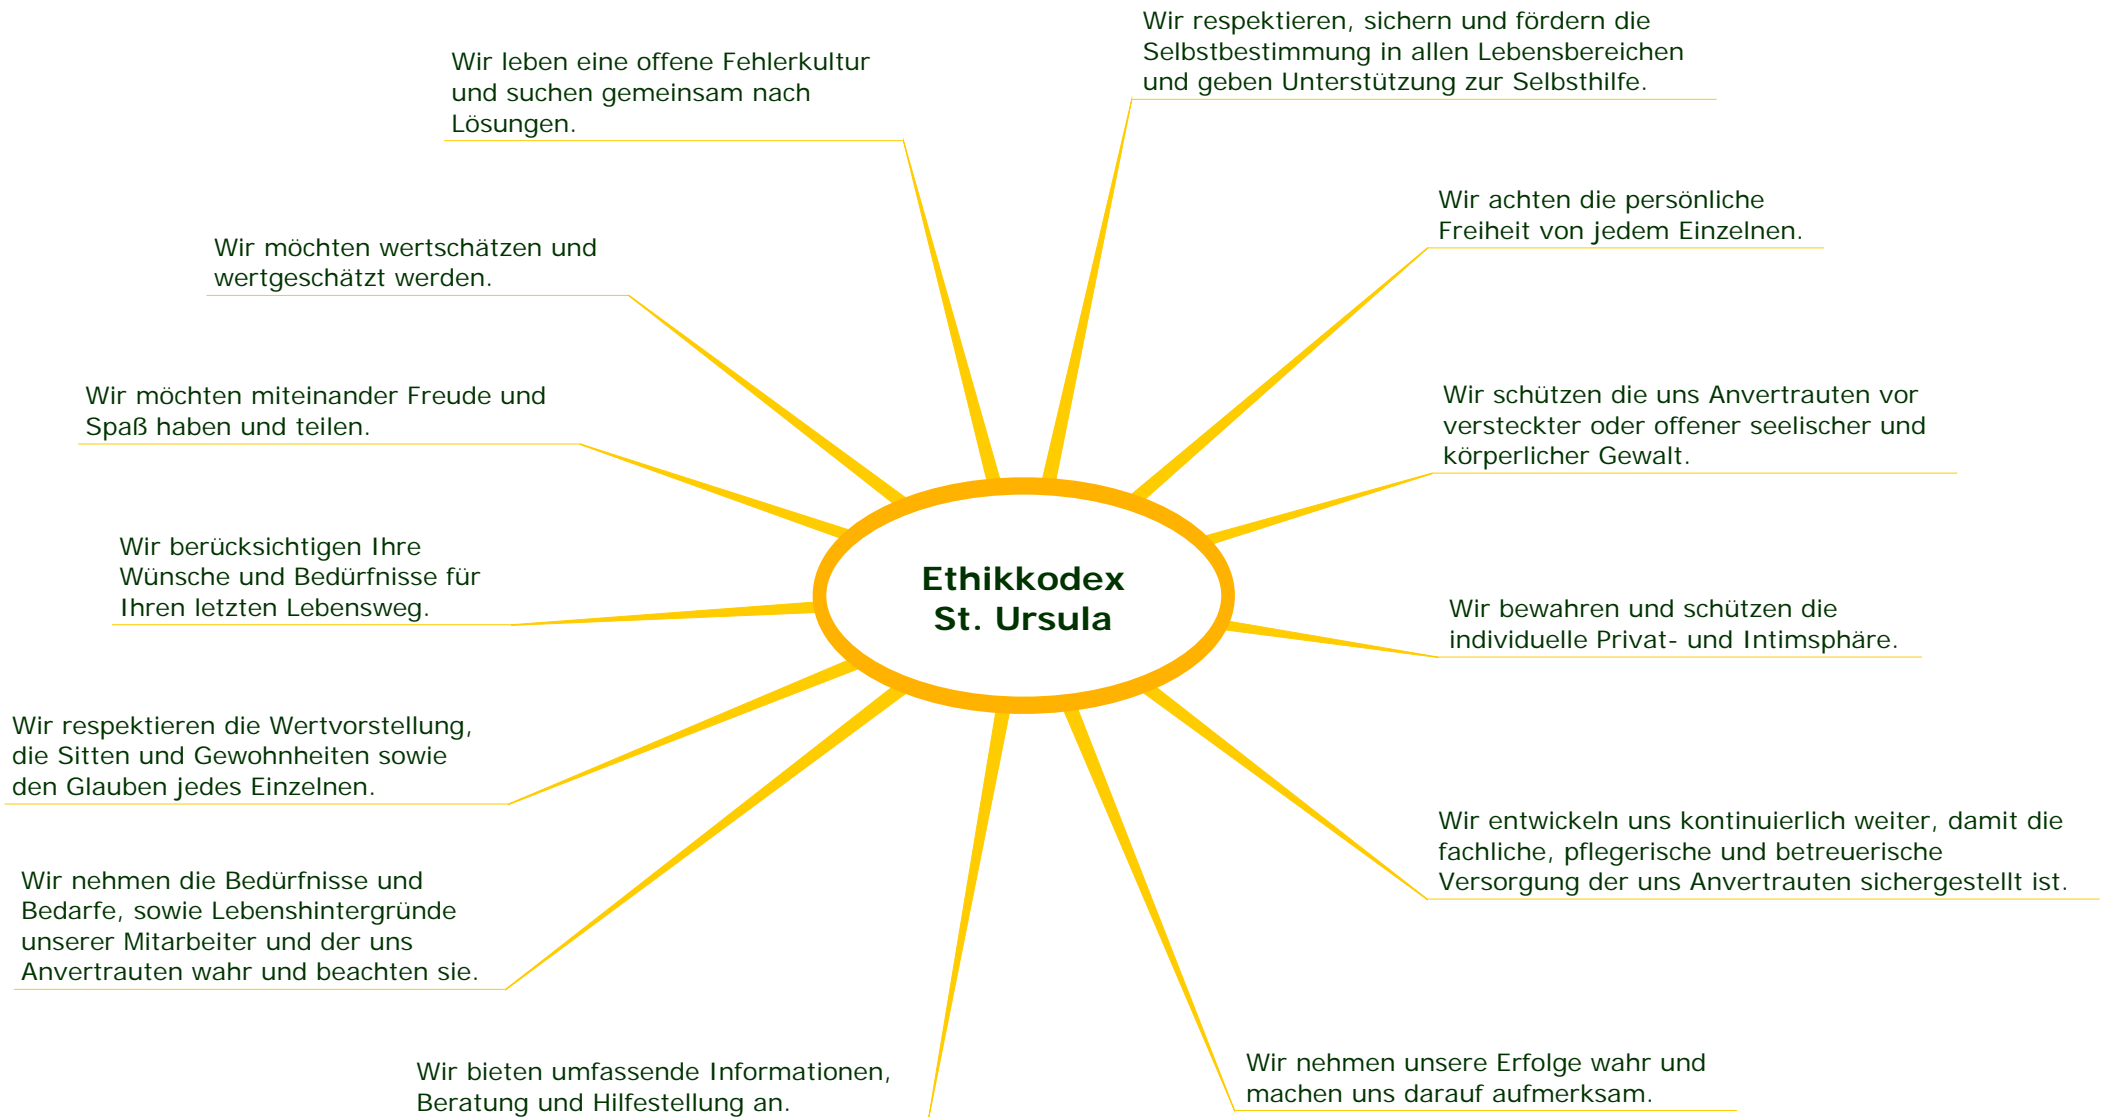 Wir respektieren, sichern und fördern die
Selbstbestimmung in allen Lebensbereichen
und geben Unterstützung zur Selbsthilfe.
Wir achten die persönliche
Freiheit von jedem Einzelnen.
Wir schützen die uns Anvertrauten vor
versteckter oder offener seelischer und
körperlicher Gewalt.
Wir bewahren und schützen die
individuelle Privat- und Intimsphäre.
Wir entwickeln uns kontinuierlich weiter, damit die
fachliche, pflegerische und betreuerische
Versorgung der uns Anvertrauten sichergestellt ist.
Wir nehmen unsere Erfolge wahr und
machen uns darauf aufmerksam.
Wir bieten umfassende Informationen,
Beratung und Hilfestellung an.
Wir nehmen die Bedürfnisse und
Bedarfe, sowie Lebenshintergründe
unserer Mitarbeiter und der uns
Anvertrauten wahr und beachten sie.
Wir respektieren die Wertvorstellung,
die Sitten und Gewohnheiten sowie
den Glauben jedes Einzelnen.
Wir berücksichtigen Ihre
Wünsche und Bedürfnisse für
Ihren letzten Lebensweg.
Wir möchten miteinander Freude und
Spaß haben und teilen.
Wir möchten wertschätzen und
wertgeschätzt werden.
Wir leben eine offene Fehlerkultur
und suchen gemeinsam nach
Lösungen.
Ethikkodex
St. Ursula